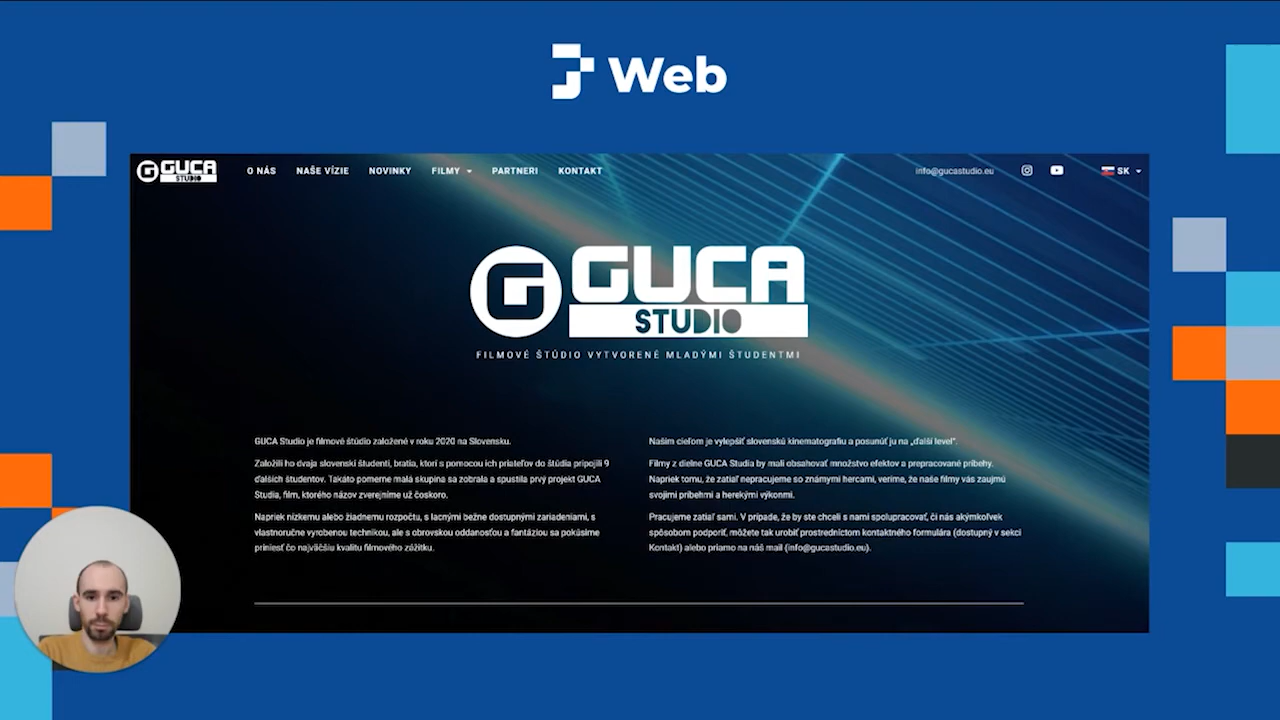 Web
GUCA
STUDIO
O NÁS NAŠE VÍZIE NOVINKY FILMY PARTNERI KONTAKT
info@gucastudio.eu
SK
GUCA
STUDIO
FILMOVÉ ŠTÚDIO VYTVORENÉ MLADÝMI ŠTUDENTMI
GUCA Studio je filmové štúdio založené v roku 2020 na Slovensku.
Založili ho dvaja slovenskí študenti, bratia, ktorí s pomocou ich priateľov do štúdia pripojili 9
ďalších študentov. Takáto pomerne malá skupina sa zobrala a spustila prvý projekt GUCA
Studia, film, ktorého názov zverejníme už čoskoro.
Napriek nízkemu alebo žiadnemu rozpočtu, s lacnými bežne dostupnými zariadeniami, s
vlastnoručne vyrobenou technikou, ale s obrovskou oddanosťou a fantáziou sa pokúsime
priniesť čo najväčšiu kvalitu filmového zážitku.
Našim cieľom je vylepšiť slovenskú kinematografiu a posunúť ju na „ďalší level“.
Filmy z dielne GUCA Studia by mali obsahovať množstvo efektov a prepracované príbehy.
Napriek tomu, že zatiaľ nepracujeme so známymi hercami, veríme, že naše filmy vás zaujmú
svojimi príbehmi a hereckými výkonmi.
Pracujeme zatiaľ sami. V prípade, že by ste chceli s nami spolupracovať, či nás akýmkoľvek
spôsobom podporiť, môžete tak urobiť prostredníctom kontaktného formulára (dostupný v sekci
Kontakt) alebo priamo na náš mail (info@gucastudio.eu).